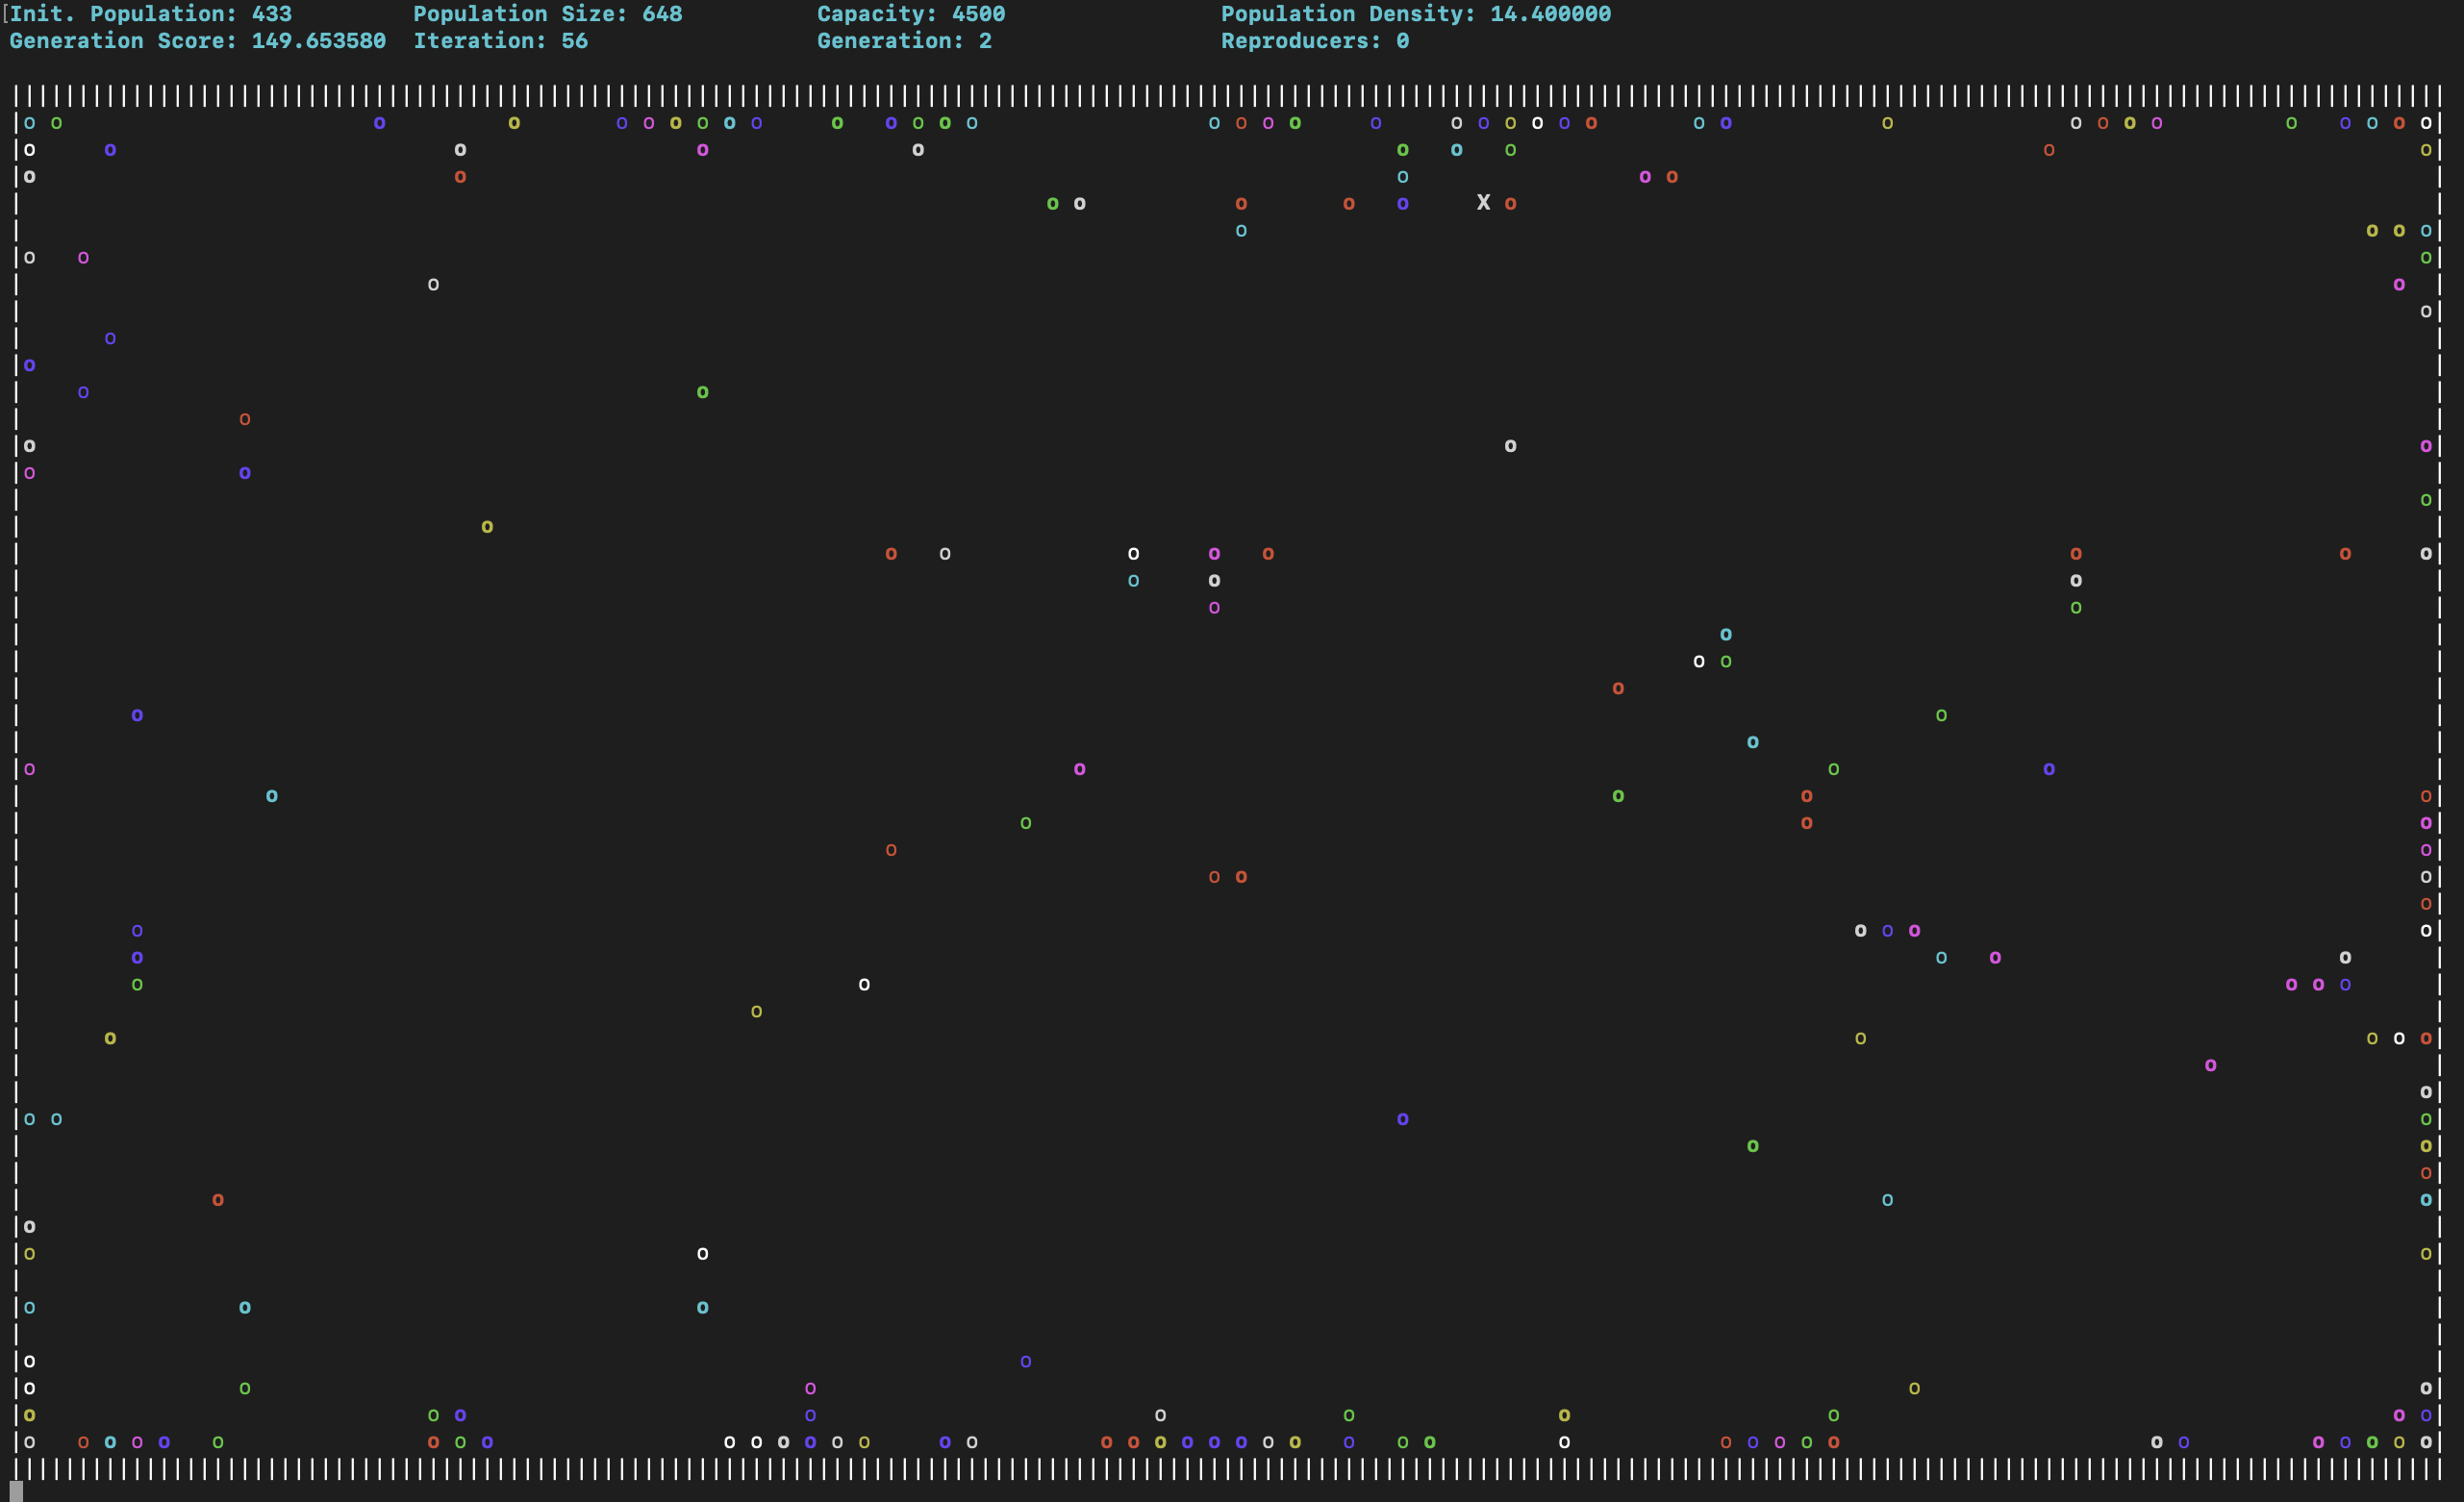 Init. Population: 433 Population Size: 648 Capacity: 4500 Population Density: 14.400000
Generation Score: 149.653580 Iteration: 56 Generation: 2 Reproducers: 0